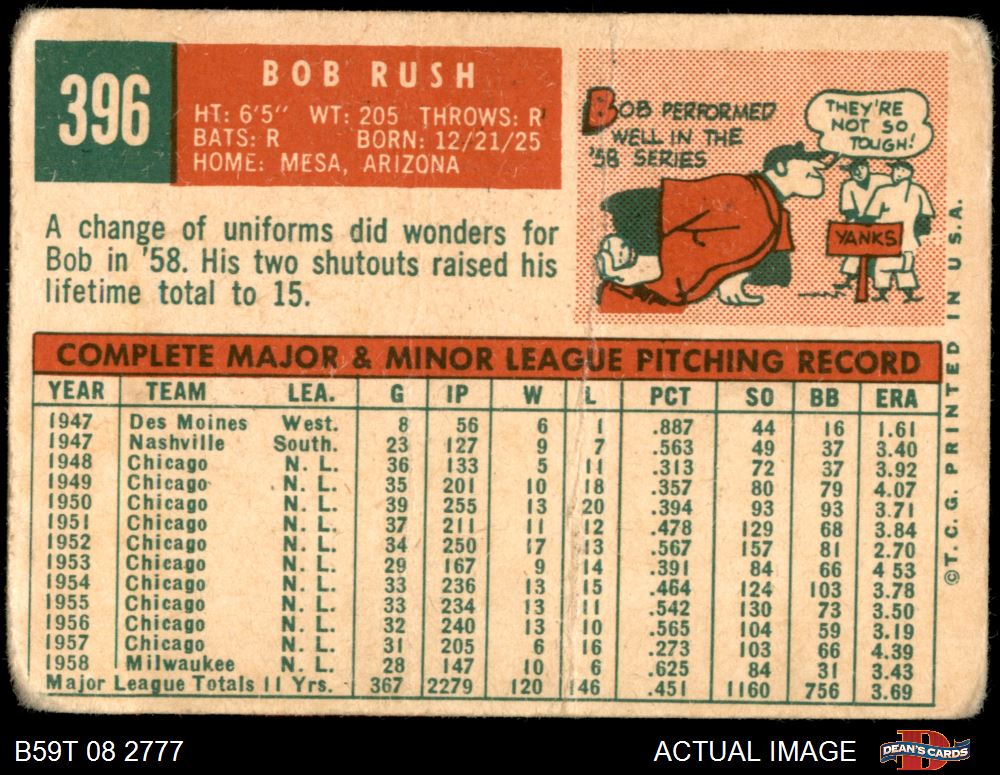 396
BOB RUSH
HT: 6'5" WT: 205 THROWS: R
BATS: R BORN: 12/21/25
HOME: MESA, ARIZONA
BOB PERFORMED
WELL IN THE
'58 SERIES
THEY'RE
NOT SO
TOUGH!
YANKS
A change of uniforms did wonders for
Bob in '58. His two shutouts raised his
lifetime total to 15.
COMPLETE MAJOR & MINOR LEAGUE PITCHING RECORD
YEAR TEAM LEA. G IP W L PCT SO BB ERA
1947 Des Moines West. 8 56 6 1 .887 44 16 1.61
1947 Nashville South. 23 127 9 7 .563 49 37 3.40
1948 Chicago N. L. 36 133 5 11 .313 72 37 3.92
1949 Chicago N. L. 35 201 10 18 .357 80 79 4.07
1950 Chicago N. L. 39 255 13 20 .394 93 93 3.71
1951 Chicago N. L. 37 211 11 12 .478 129 68 3.84
1952 Chicago N. L. 34 250 17 13 .567 157 81 2.70
1953 Chicago N. L. 29 167 9 14 .391 84 66 4 53
1954 Chicago N. L. 33 236 13 15 .464 124 103 3.78
1955 Chicago N. L. 33 234 13 11 .542 130 73 3.50
1956 Chicago N. L. 32 240 13 10 .565 104 59 3.19
1957 Chicago N. L. 31 205 6 16 .273 103 66 4.39
1958 Milwaukee N. L. 28 147 10 6 .625 84 31 3.43
Major League Totals 11 Yrs. 367 2279 120 146 .451 1160 756 3.69
©T. C. G. PRINTED IN U.S.A.
B59T 08 2777
ACTUAL IMAGE
DEAN'S CARDS